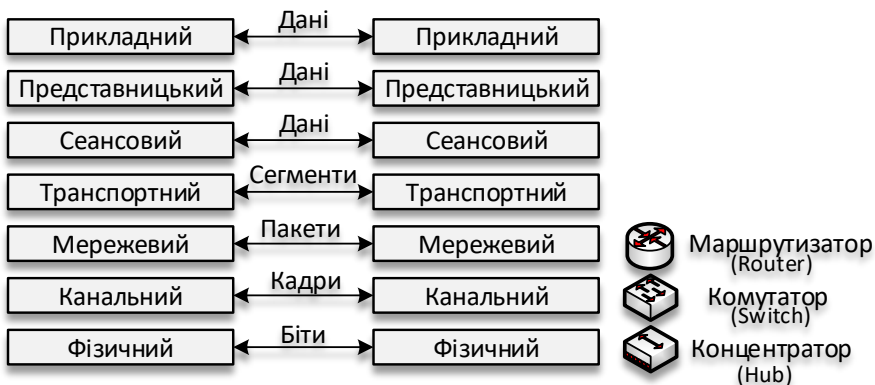 Дані
Прикладний
Прикладний
Дані
Представницький
Представницький
Дані
Сеансовий
Сеансовий
Сегменти
Транспортний
Транспортний
Пакети
Мережевий
Мережевий
Маршрутизатор
(Router)
Кадри
Канальний
Канальний
Комутатор
(Switch)
Біти
Фізичний
Фізичний
Концентратор
(Hub)